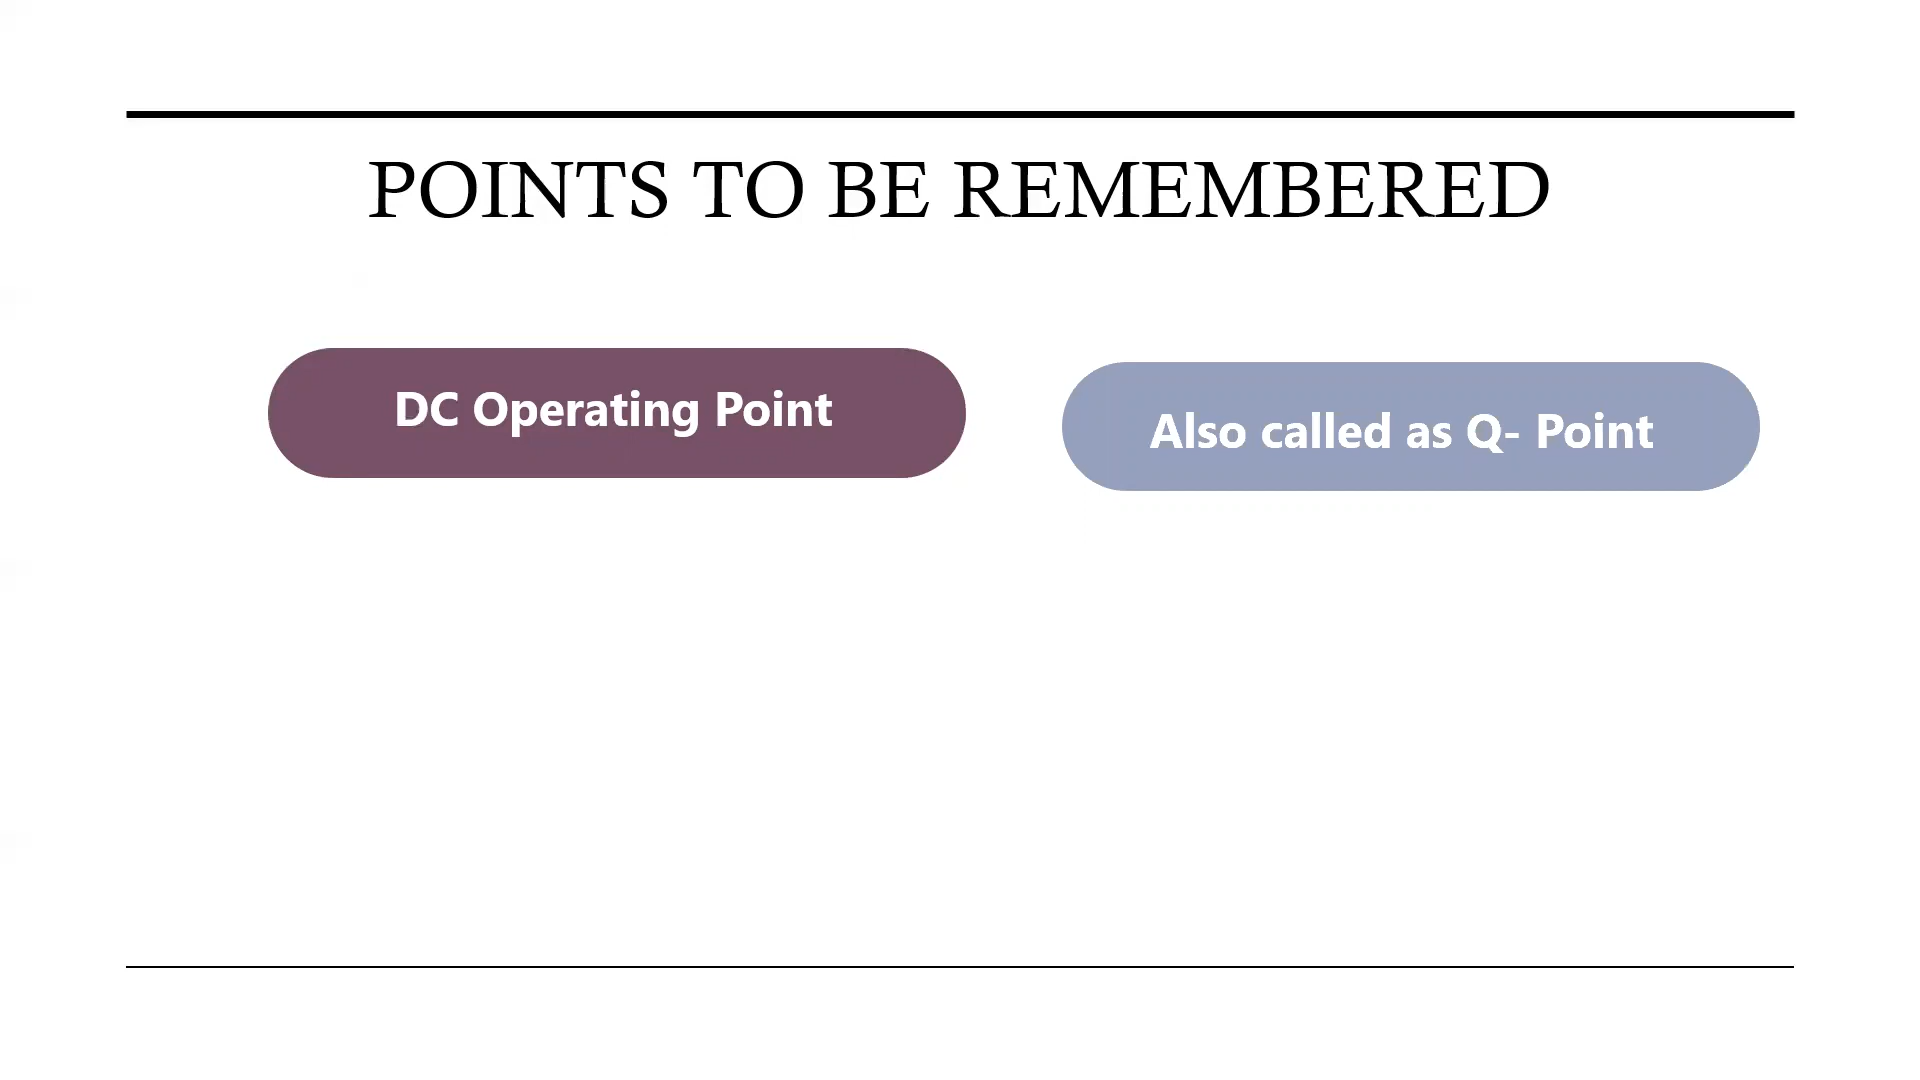 POINTS TO BE REMEMBERED
DC Operating Point
Also called as Q- Point